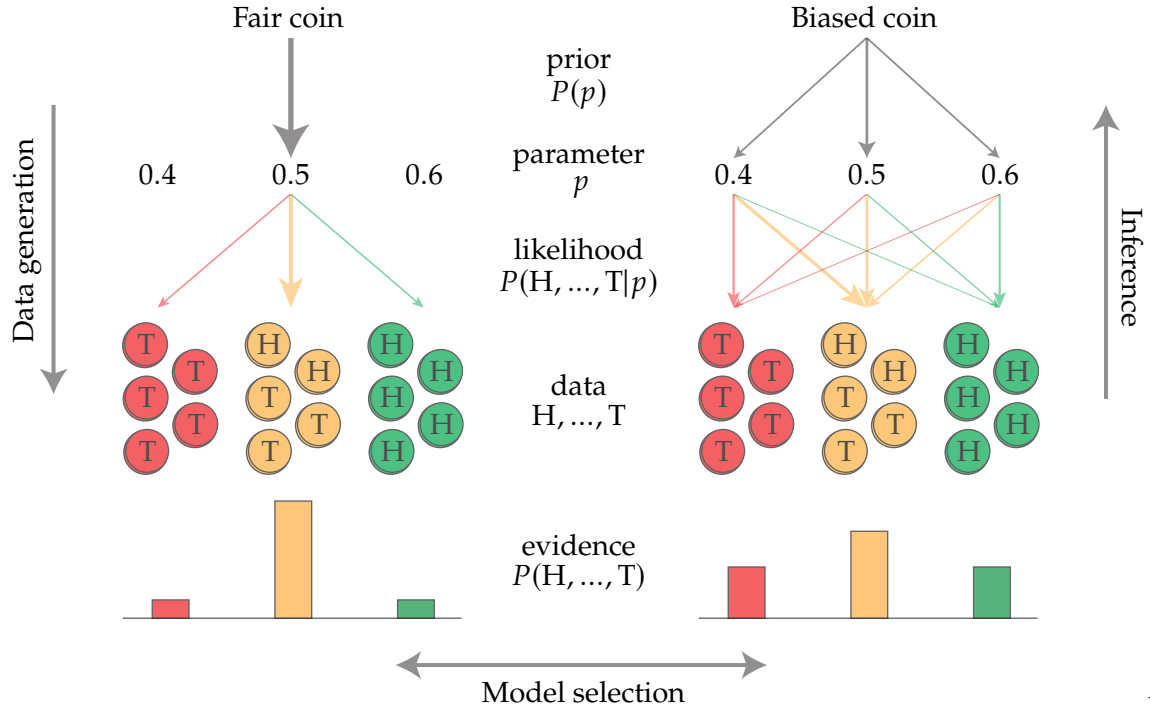 Fair coin
Biased coin
prior
P(p)
Data generation
Inference
0.4
0.5
0.6
parameter
p
0.4
0.5
0.6
likelihood
P(H, ..., T|p)
T
T
T
T
T
H
H
T
T
T
H
H
H
H
H
data
H, ..., T
T
T
T
T
T
H
H
T
T
T
H
H
H
H
H
evidence
P(H, ..., T)
Model selection